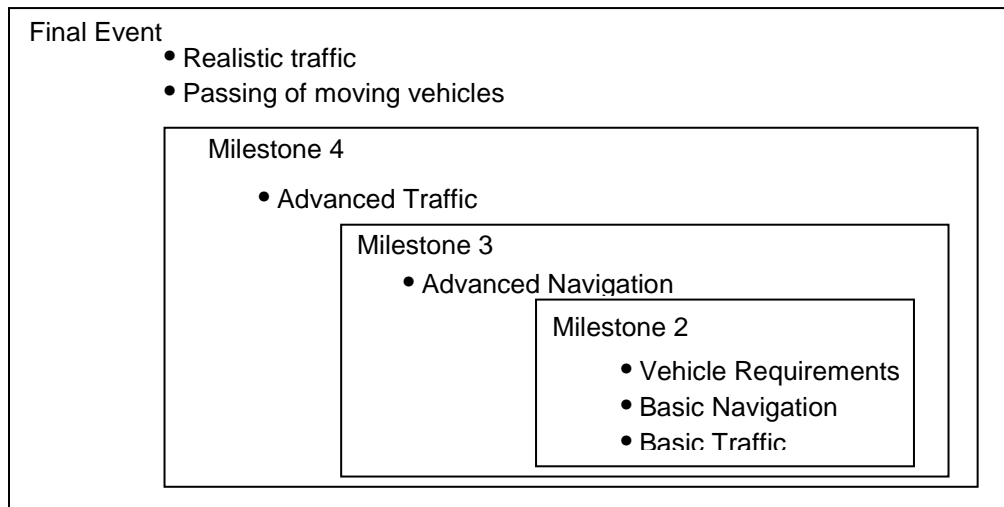 Final Event
• Realistic traffic
• Passing of moving vehicles
Milestone 4
• Advanced Traffic
Milestone 3
• Advanced Navigation
Milestone 2
• Vehicle Requirements
• Basic Navigation
• Basic Traffic